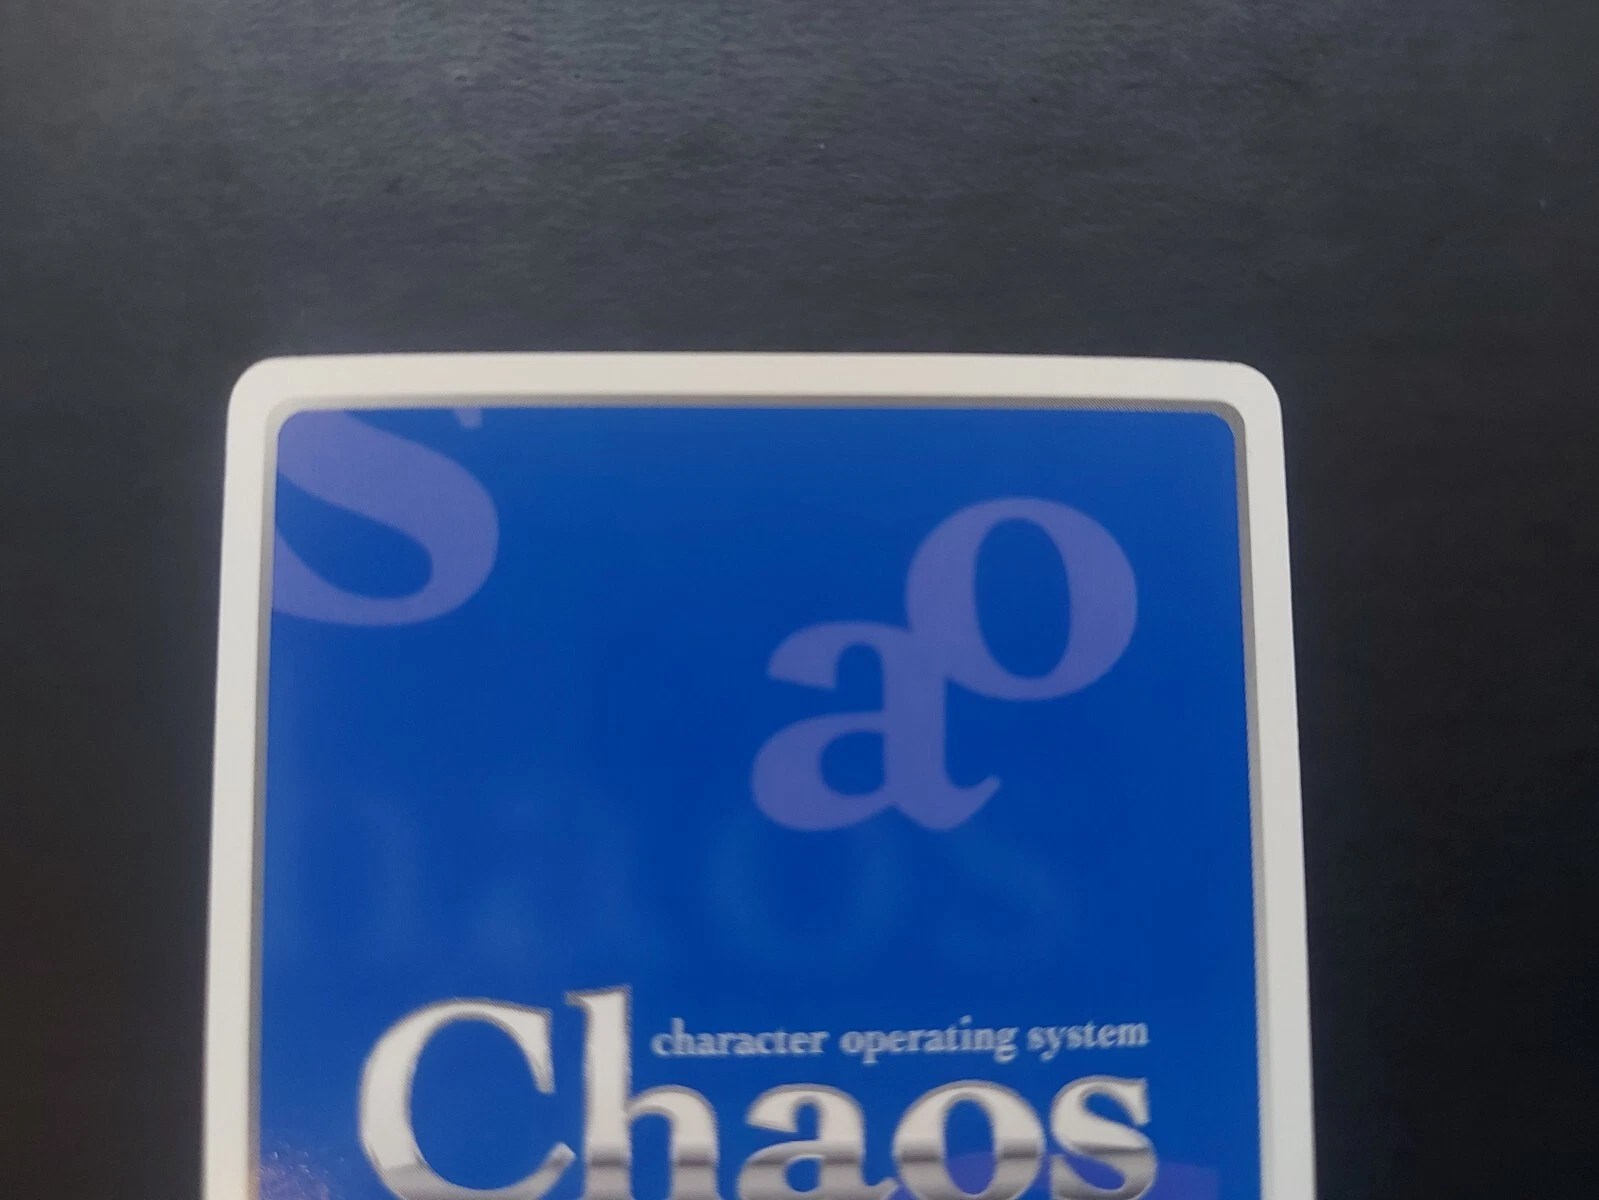 s
o
a
character operating system
Chaos